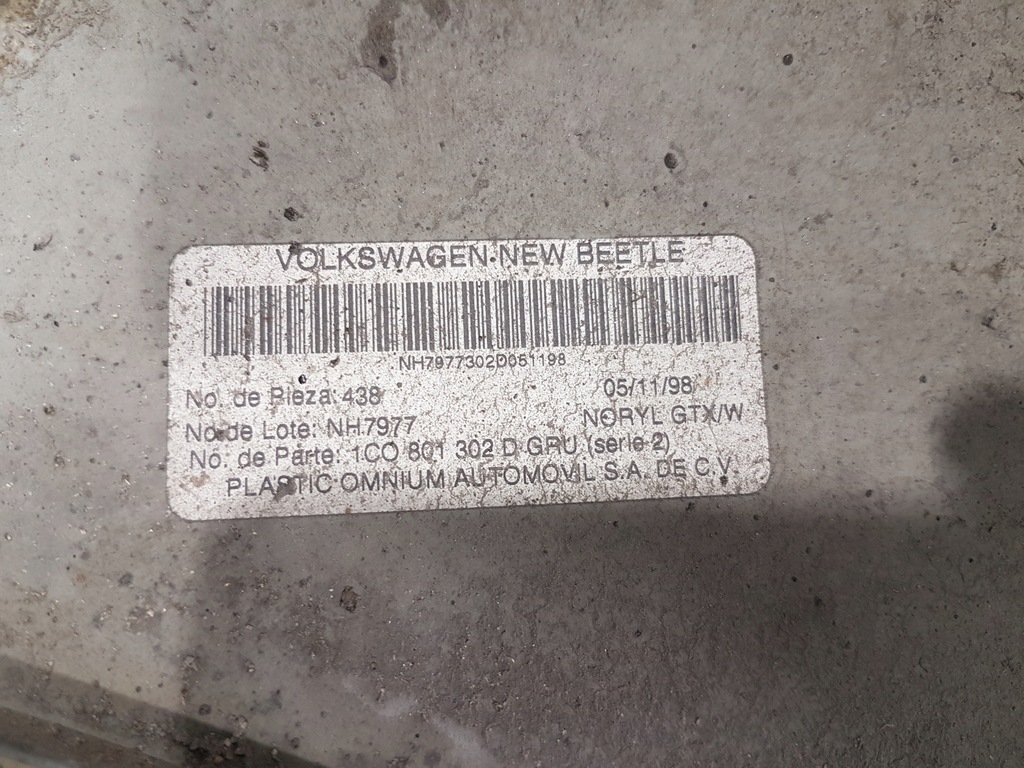 VOLKSWAGEN-NEW BEETLE
NH7977302D051198
No. de Pieza: 438
05/11/98
No. de Lote: NH7977
NORYL GTX/W
No. de Parte: 1CO 801 302 D GRU (serie 2)
PLASTIC OMNIUM AUTOMOVIL S.A. DE C.V.